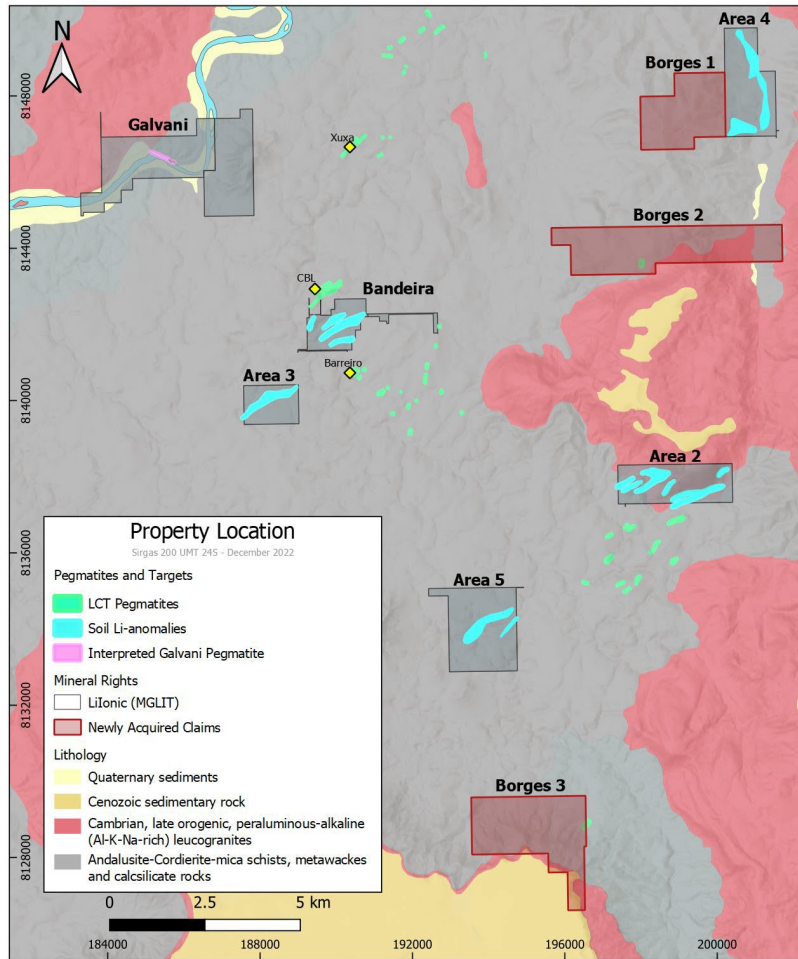 N
Area 4
Borges 1
8148000
Galvani
Xuxa
Borges 2
8144000
CBL
Bandeira
Barreiro
Area 3
8140000
Area 2
8136000
Area 5
8132000
Borges 3
8128000
Property Location
Sirgas 200 UMT 24S - December 2022
Pegmatites and Targets
LCT Pegmatites
Soil Li-anomalies
Interpreted Galvani Pegmatite
Mineral Rights
LiIonic (MGLIT)
Newly Acquired Claims
Lithology
Quaternary sediments
Cenozoic sedimentary rock
Cambrian, late orogenic, peraluminous-alkaline
(Al-K-Na-rich) leucogranites
Andalusite-Cordierite-mica schists, metawackes
and calcsilicate rocks
0 2.5 5 km
184000 188000 192000 196000 200000